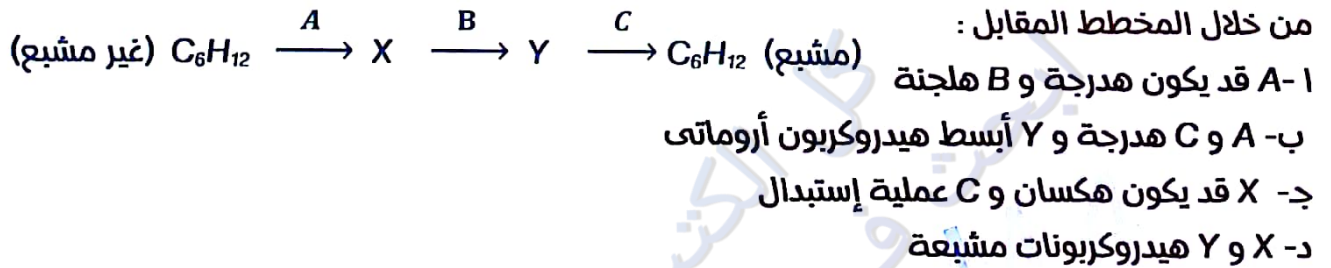 من خلال المخطط المقابل :
(غير مشبع) C₆H₁₂ —A→ X —B→ Y —C→ C₆H₁₂ (مشبع)
ا -A قد يكون هدرجة و B هلجنة
ب- A و C هدرجة و Y أبسط هيدروكربون أروماتى
جـ- X قد يكون هكسان و C عملية إستبدال
د- X و Y هيدروكربونات مشبعة